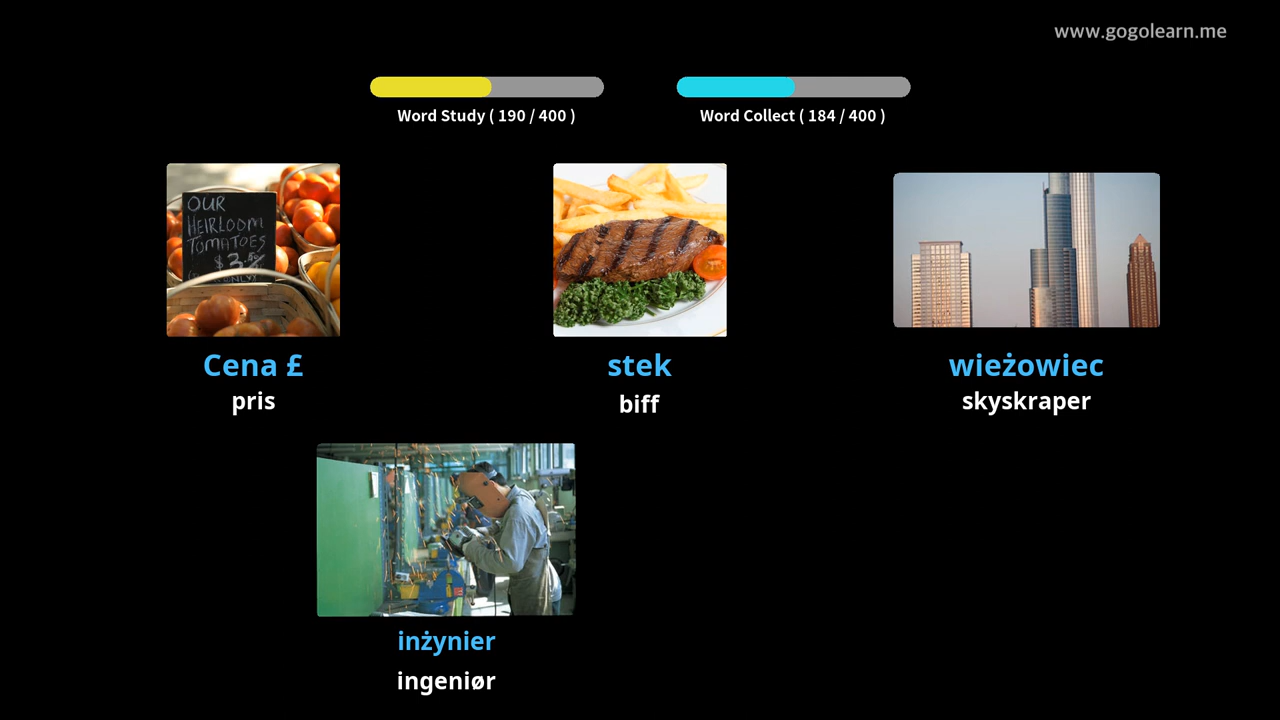 www.gogolearn.me
Word Study ( 190 / 400 )
Word Collect ( 184 / 400 )
OUR
HEIRLOOM
TOMATOES
Cena £
pris
stek
biff
wieżowiec
skyskraper
inżynier
ingeniør